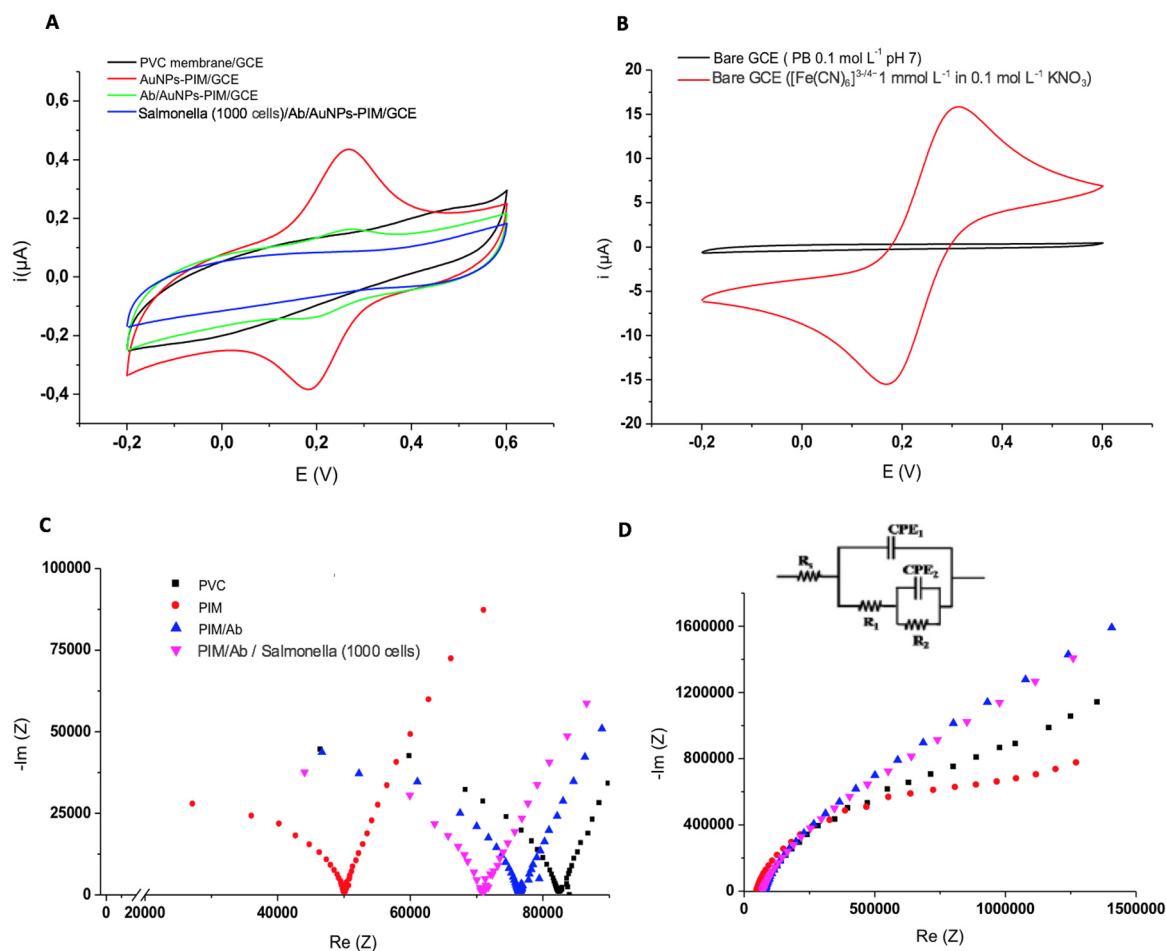 A
PVC membrane/GCE
AuNPs-PIM/GCE
Ab/AuNPs-PIM/GCE
Salmonella (1000 cells)/Ab/AuNPs-PIM/GCE
0,6
0,4
0,2
0,0
-0,2
-0,4
i(µA)
-0,2 0,0 0,2 0,4 0,6
E (V)
B
Bare GCE ( PB 0.1 mol L⁻¹ pH 7)
Bare GCE ([Fe(CN)₆]³⁻/⁴⁻ 1 mmol L⁻¹ in 0.1 mol L⁻¹ KNO₃)
20
15
10
5
0
-5
-10
-15
-20
i (µA)
-0,2 0,0 0,2 0,4 0,6
E (V)
C
PVC
PIM
PIM/Ab
PIM/Ab / Salmonella (1000 cells)
100000
75000
50000
25000
0
-Im (Z)
0 20000 40000 60000 80000
Re (Z)
D
CPE₁
Rs
CPE₂
R₁
R₂
1600000
1200000
800000
400000
0
-Im (Z)
0 500000 1000000 1500000
Re (Z)